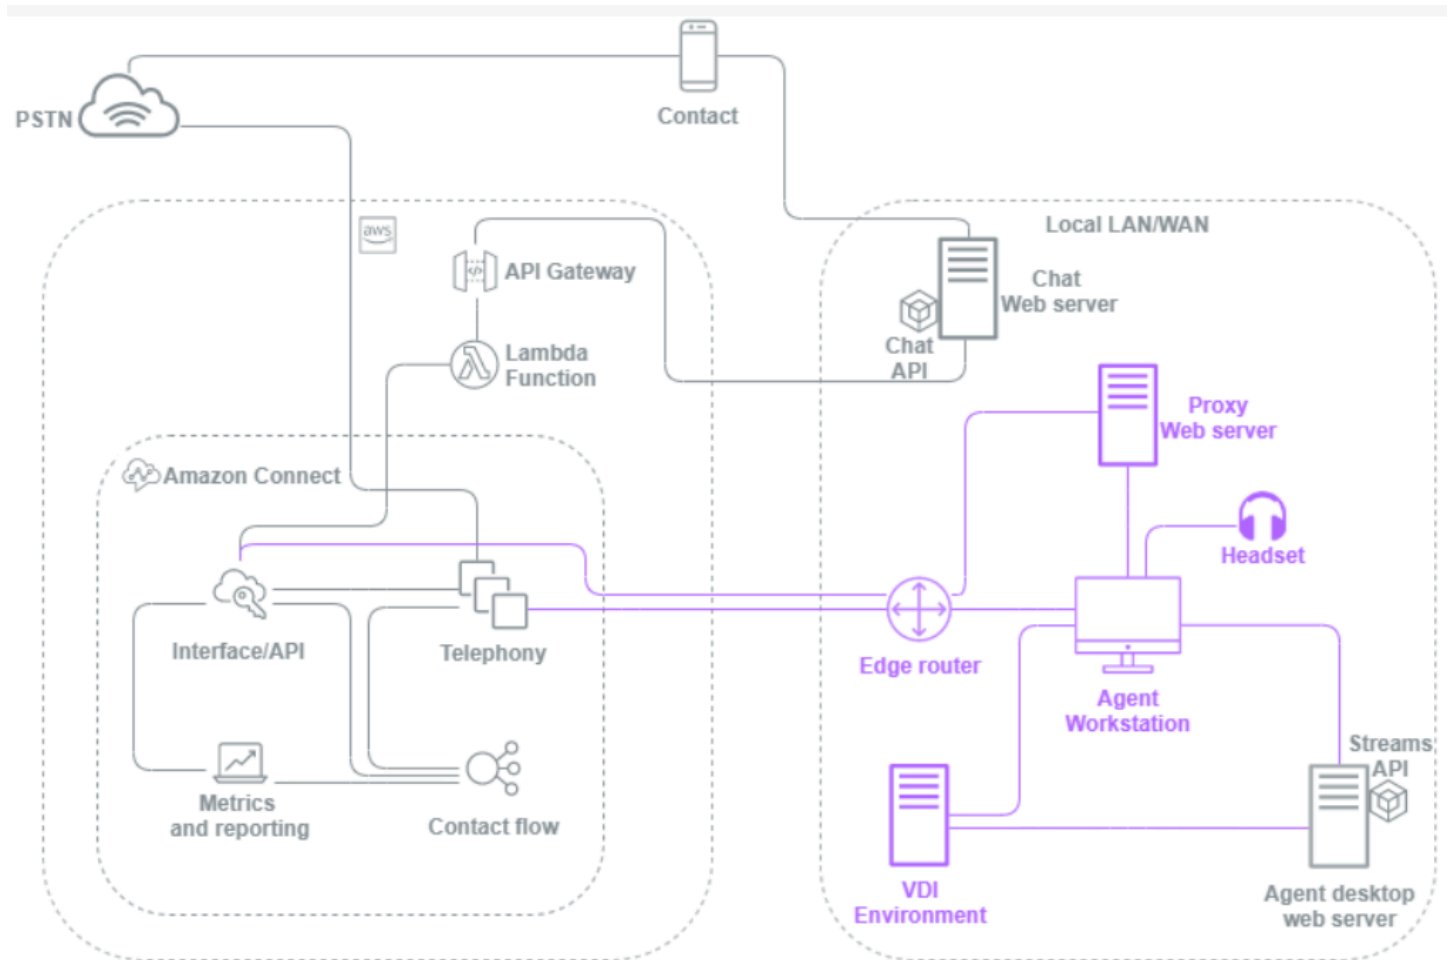 PSTN
Contact
aws
API Gateway
Lambda
Function
Amazon Connect
Interface/API
Telephony
Metrics
and reporting
Contact flow
Local LAN/WAN
Chat
Web server
Chat
API
Proxy
Web server
Headset
Edge router
Agent
Workstation
Streams
API
VDI
Environment
Agent desktop
web server